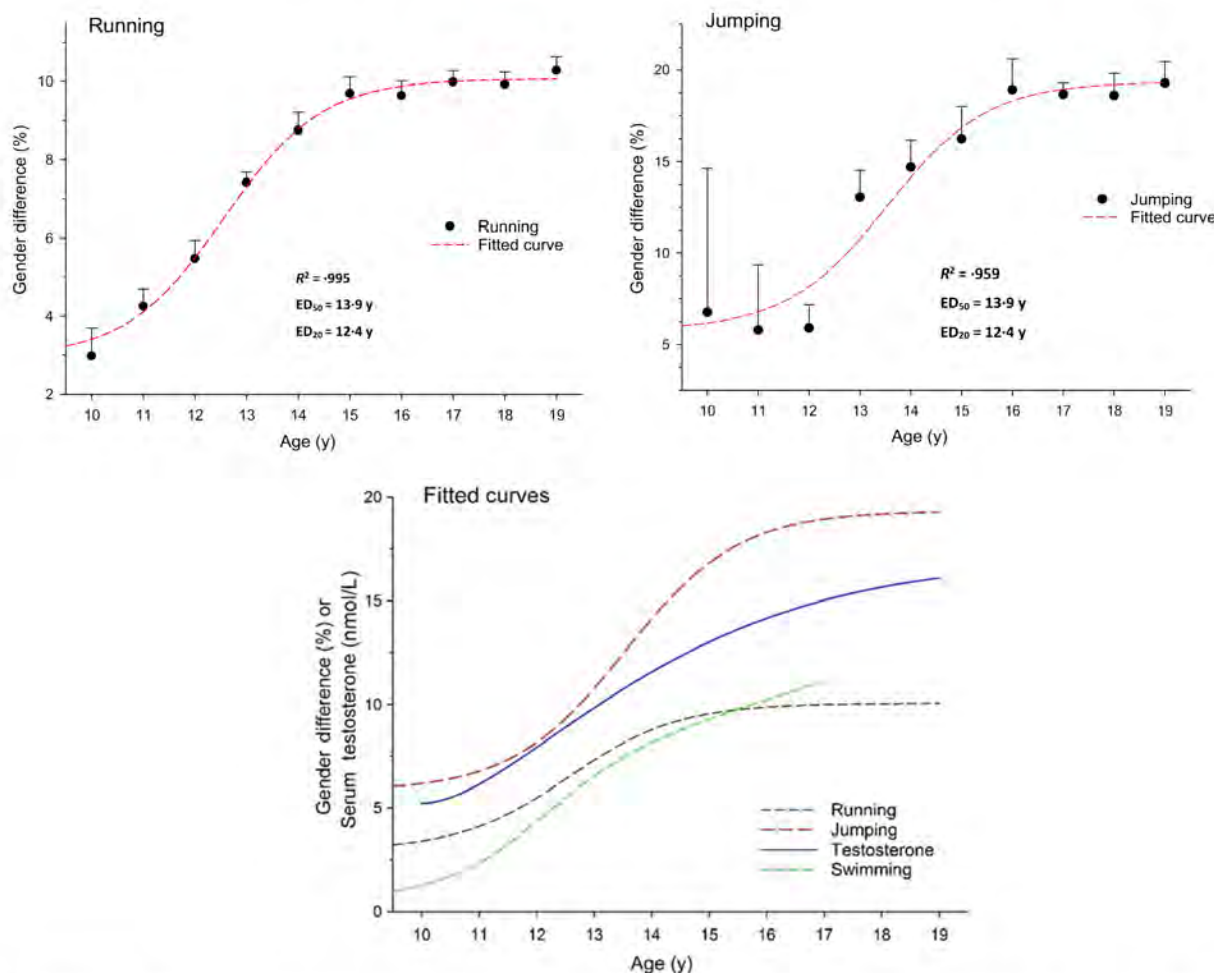 Running
Gender difference (%)
10
8
6
4
2
Running
Fitted curve
R² = ·995
ED₅₀ = 13·9 y
ED₂₀ = 12·4 y
10 11 12 13 14 15 16 17 18 19
Age (y)
Jumping
Gender difference (%)
20
15
10
5
Jumping
Fitted curve
R² = ·959
ED₅₀ = 13·9 y
ED₂₀ = 12·4 y
10 11 12 13 14 15 16 17 18 19
Age (y)
Fitted curves
Gender difference (%) or
Serum testosterone (nmol/L)
20
15
10
5
0
Running
Jumping
Testosterone
Swimming
10 11 12 13 14 15 16 17 18 19
Age (y)